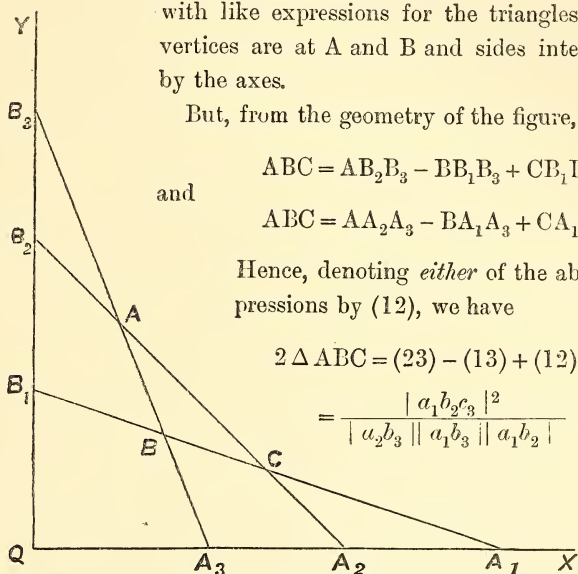 with like expressions for the triangles
vertices are at A and B and sides inte
by the axes.
But, from the geometry of the figure,
ABC = AB₂B₃ − BB₁B₃ + CB₁
and
ABC = AA₂A₃ − BA₁A₃ + CA₁
Hence, denoting either of the ab
pressions by (12), we have
2 Δ ABC = (23) − (13) + (12)
= | a₁b₂c₃ |² / | a₂b₃ || a₁b₃ || a₁b₂ |
Y
B₃
B₂
A
B₁
B
C
Q
A₃
A₂
A₁
X